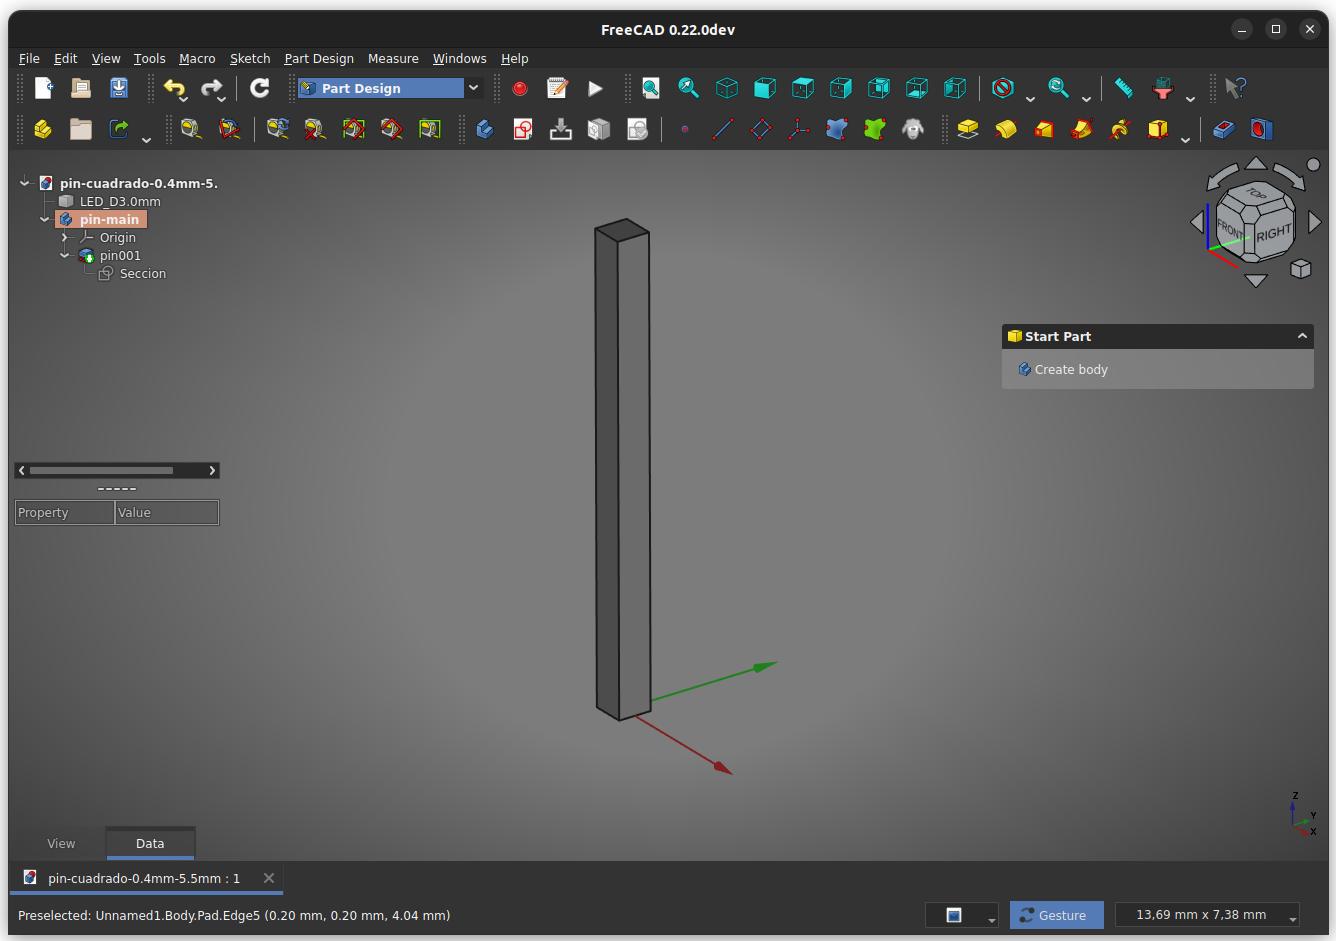 FreeCAD 0.22.0dev
File Edit View Tools Macro Sketch Part Design Measure Windows Help
Part Design
pin-cuadrado-0.4mm-5.
LED_D3.0mm
pin-main
Origin
pin001
Seccion
TOP
FRONT
RIGHT
Start Part
Create body
Property Value
Z
Y
X
View Data
pin-cuadrado-0.4mm-5.5mm : 1
Preselected: Unnamed1.Body.Pad.Edge5 (0.20 mm, 0.20 mm, 4.04 mm)
Gesture
13,69 mm x 7,38 mm